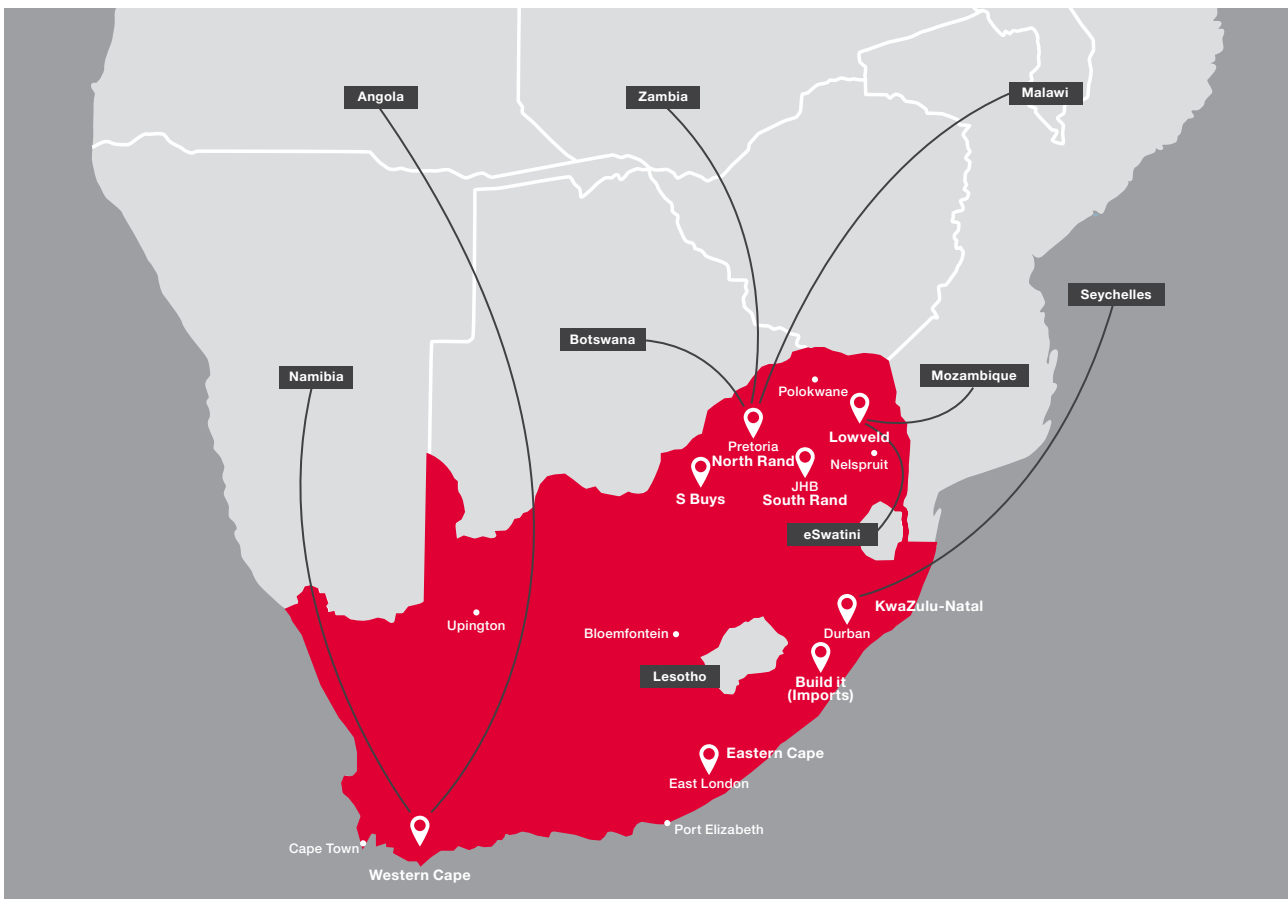 Angola
Zambia
Malawi
Seychelles
Botswana
Namibia
Mozambique
Polokwane
Lowveld
Pretoria
North Rand
Nelspruit
S Buys
JHB
South Rand
eSwatini
KwaZulu-Natal
Upington
Bloemfontein
Durban
Lesotho
Build it
(Imports)
Eastern Cape
East London
Port Elizabeth
Cape Town
Western Cape